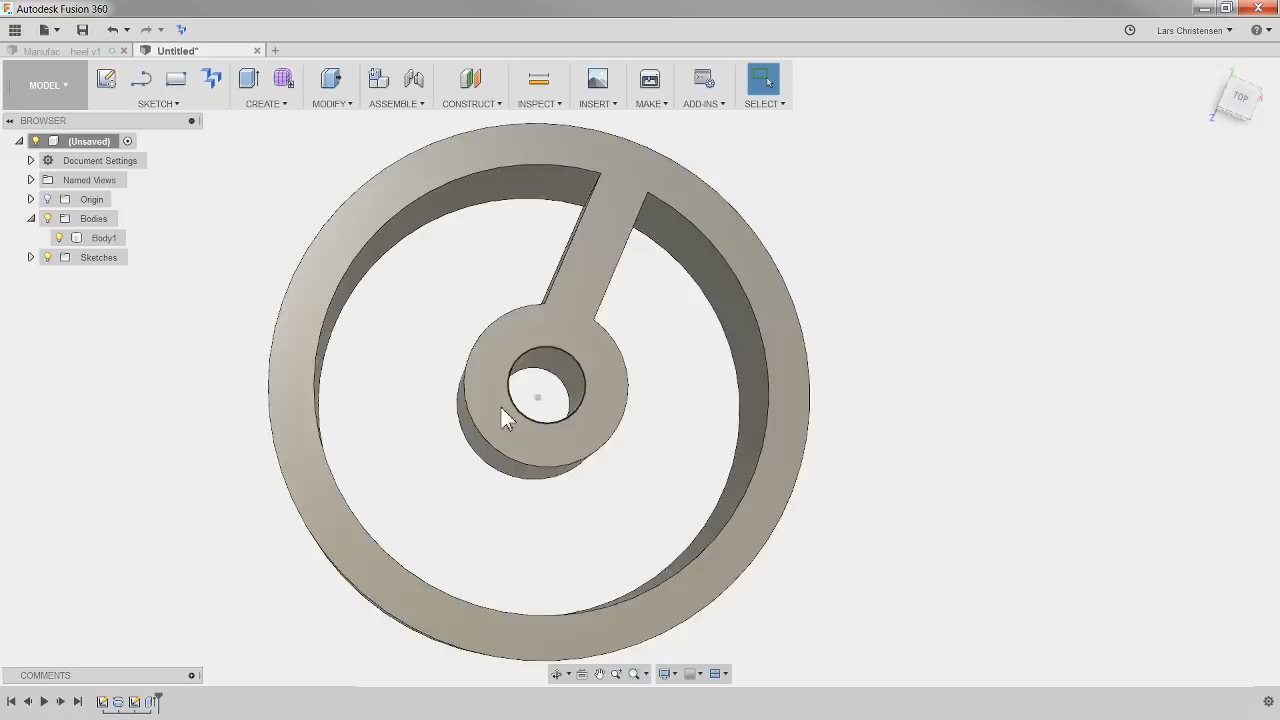 Autodesk Fusion 360
Lars Christensen
Manufac...heel v1
Untitled*
MODEL
SKETCH
CREATE
MODIFY
ASSEMBLE
CONSTRUCT
INSPECT
INSERT
MAKE
ADD-INS
SELECT
TOP
BROWSER
(Unsaved)
Document Settings
Named Views
Origin
Bodies
Body1
Sketches
COMMENTS